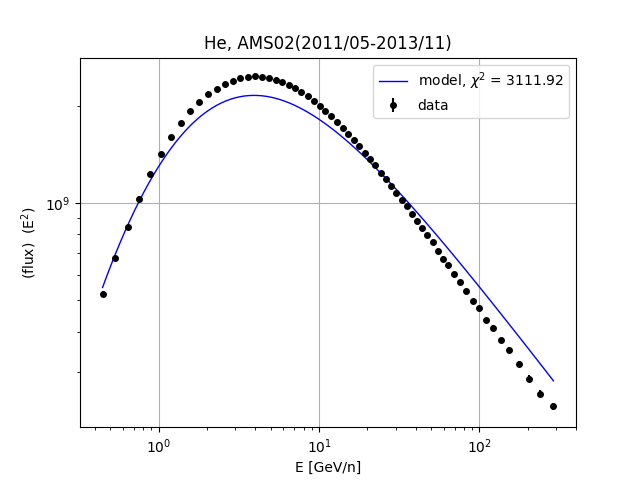 He, AMS02(2011/05-2013/11)
model, χ² = 3111.92
data
(flux) (E²)
10⁹
10⁰ 10¹ 10²
E [GeV/n]